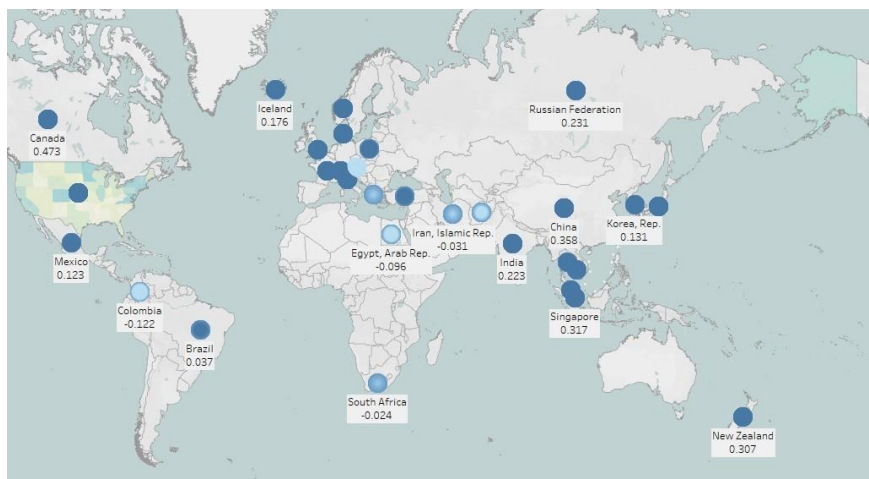 Iceland
0.176
Russian Federation
0.231
Canada
0.473
Mexico
0.123
Iran, Islamic Rep.
-0.031
China
0.358
Korea, Rep.
0.131
Egypt, Arab Rep.
-0.096
India
0.223
Colombia
-0.122
Singapore
0.317
Brazil
0.037
South Africa
-0.024
New Zealand
0.307